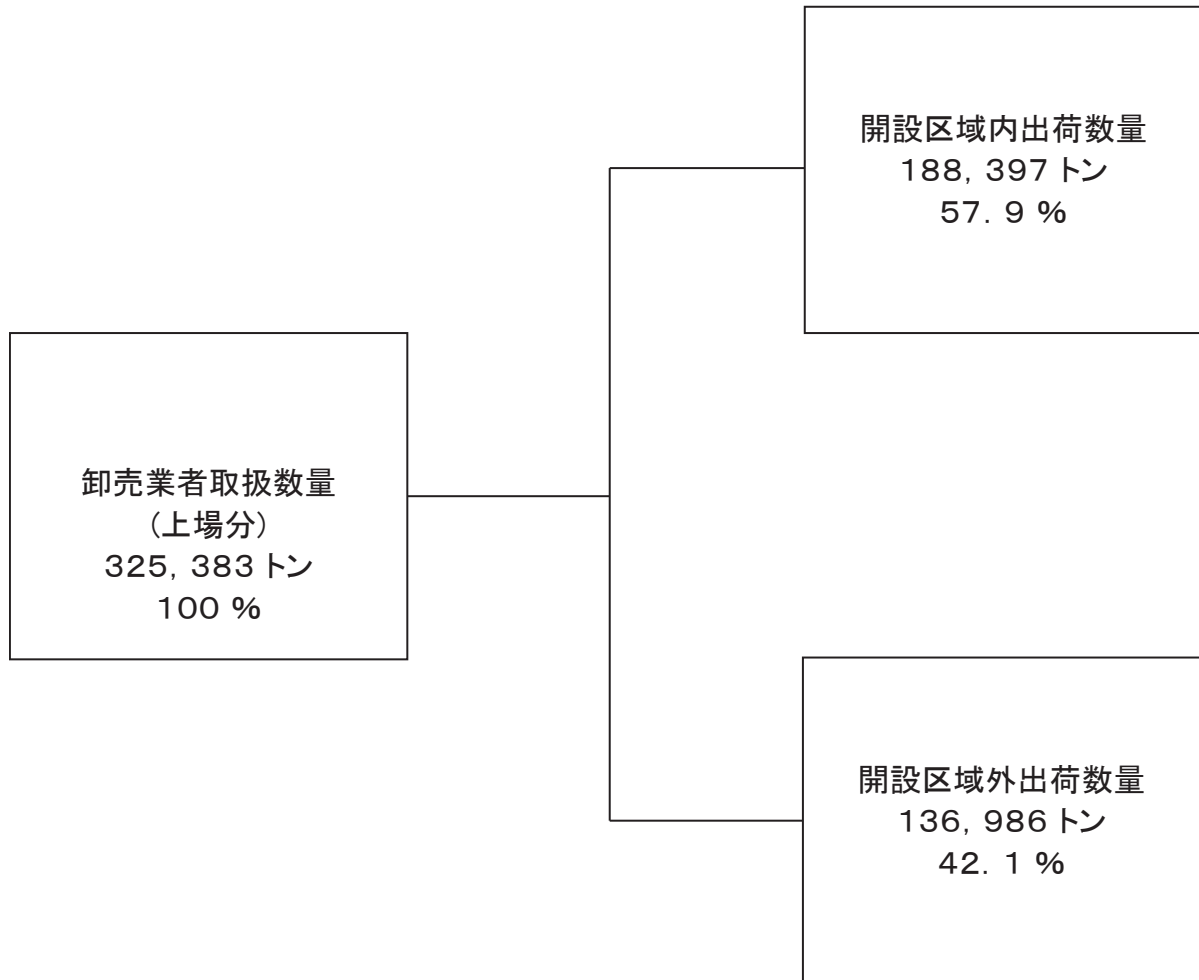 開設区域内出荷数量
188, 397 トン
57. 9 %
卸売業者取扱数量
(上場分)
325, 383 トン
100 %
開設区域外出荷数量
136, 986 トン
42. 1 %